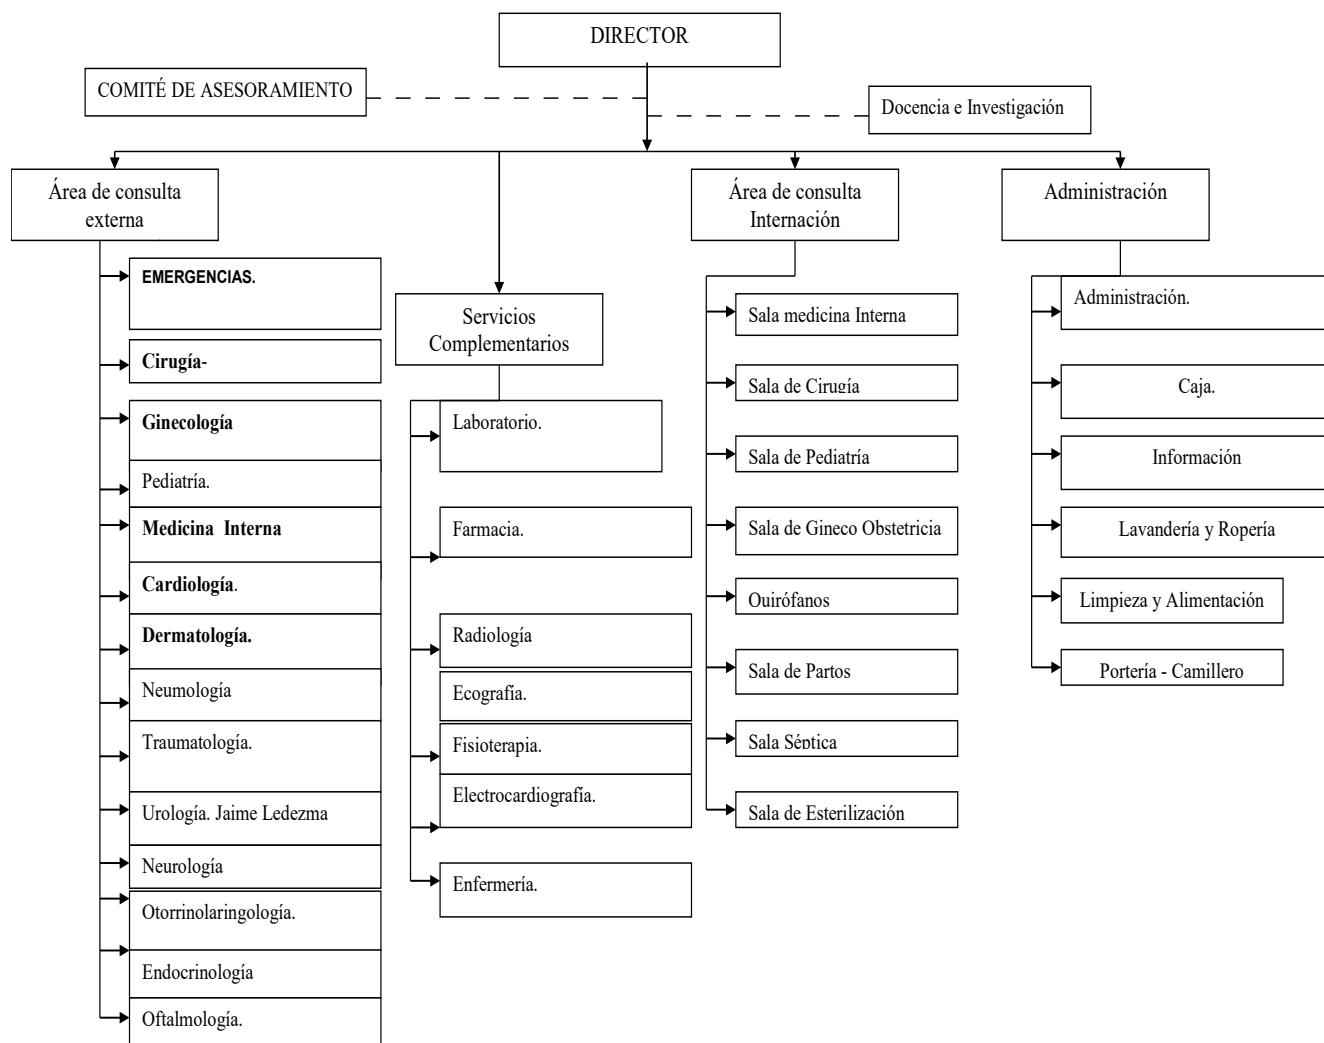 DIRECTOR
COMITÉ DE ASESORAMIENTO
Docencia e Investigación
Área de consulta
externa
Área de consulta
Internación
Administración
EMERGENCIAS.
Cirugía-
Ginecología
Pediatría.
Medicina Interna
Cardiología.
Dermatología.
Neumología
Traumatología.
Urología. Jaime Ledezma
Neurología
Otorrinolaringología.
Endocrinología
Oftalmología.
Servicios
Complementarios
Laboratorio.
Farmacia.
Radiología
Ecografía.
Fisioterapia.
Electrocardiografía.
Enfermería.
Sala medicina Interna
Sala de Cirugía
Sala de Pediatría
Sala de Gineco Obstetricia
Quirófanos
Sala de Partos
Sala Séptica
Sala de Esterilización
Administración.
Caja.
Información
Lavandería y Ropería
Limpieza y Alimentación
Portería - Camillero